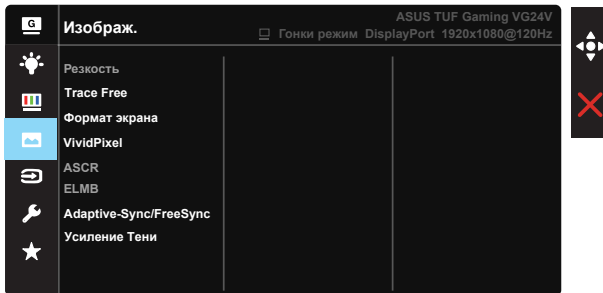 G
Изображ.
ASUS TUF Gaming VG24V
Гонки режим DisplayPort 1920x1080@120Hz
Резкость
Trace Free
Формат экрана
VividPixel
ASCR
ELMB
Adaptive-Sync/FreeSync
Усиление Тени